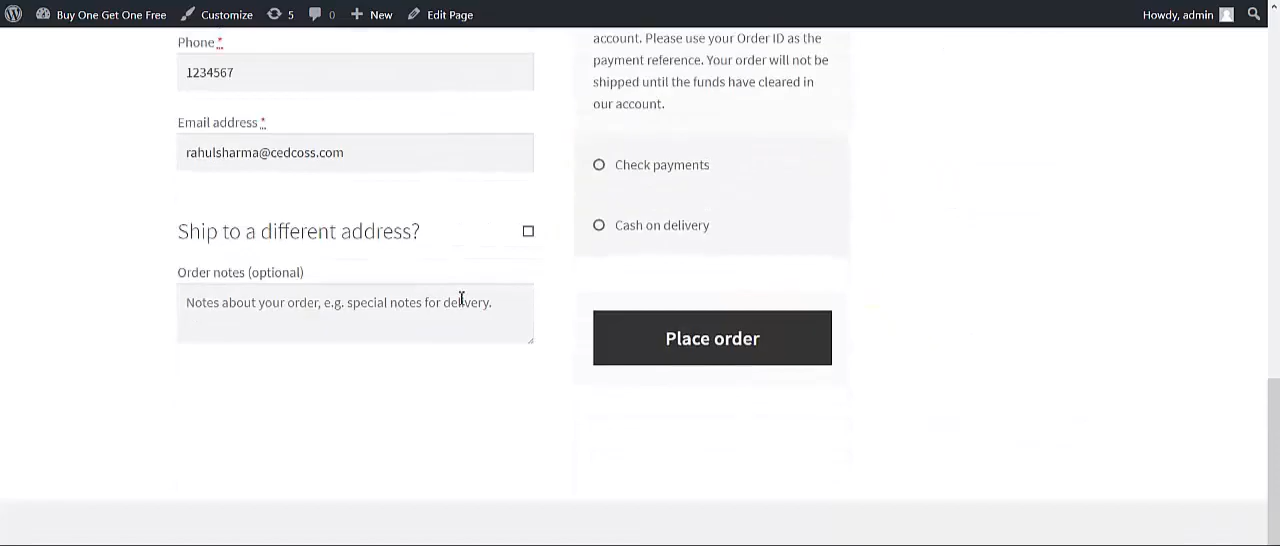 Buy One Get One Free Customize 5 0 New Edit Page Howdy, admin
Phone *
1234567
Email address *
rahulsharma@cedcoss.com
Ship to a different address?
Order notes (optional)
Notes about your order, e.g. special notes for delivery.
account. Please use your Order ID as the
payment reference. Your order will not be
shipped until the funds have cleared in
our account.
Check payments
Cash on delivery
Place order